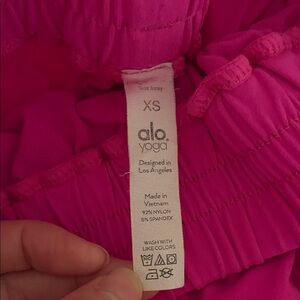 XS
alo
yoga
Designed in
Los Angeles
Made in
Vietnam
92% NYLON
8% SPANDEX
WASH WITH
LIKE COLORS